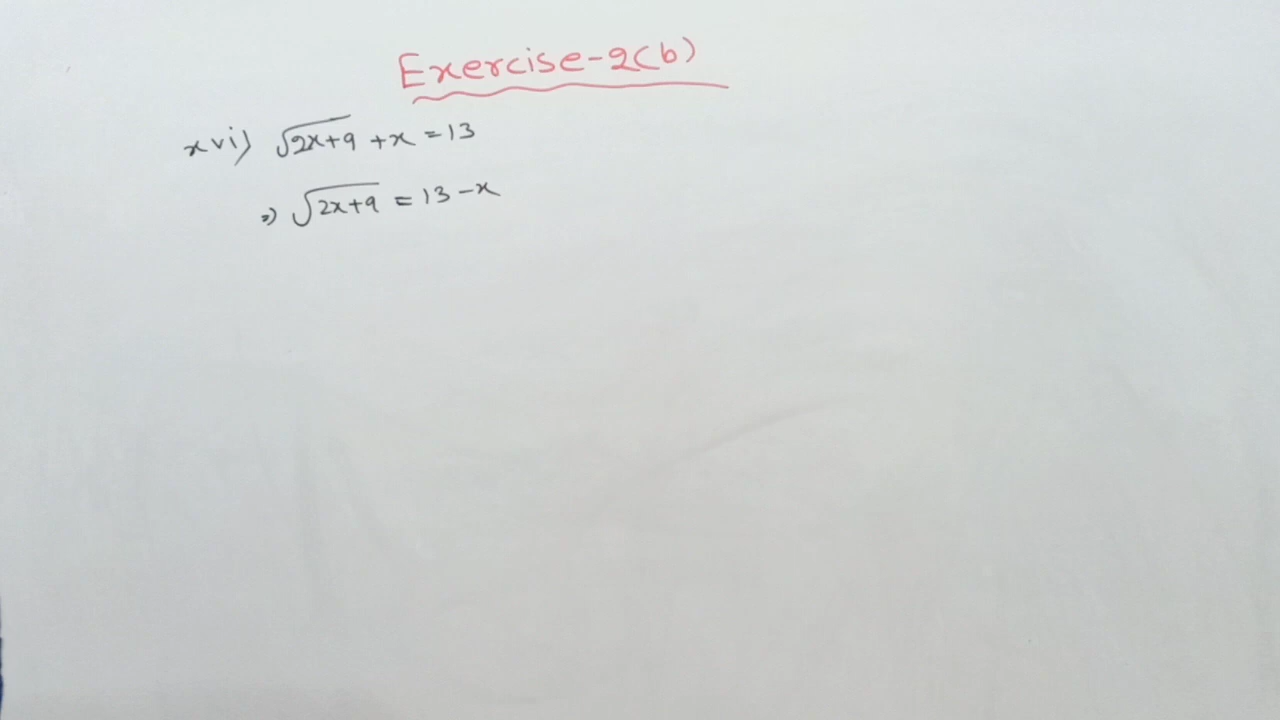 Exercise-2(b)
xvi) √2x+9 + x = 13
⇒ √2x+9 = 13 - x